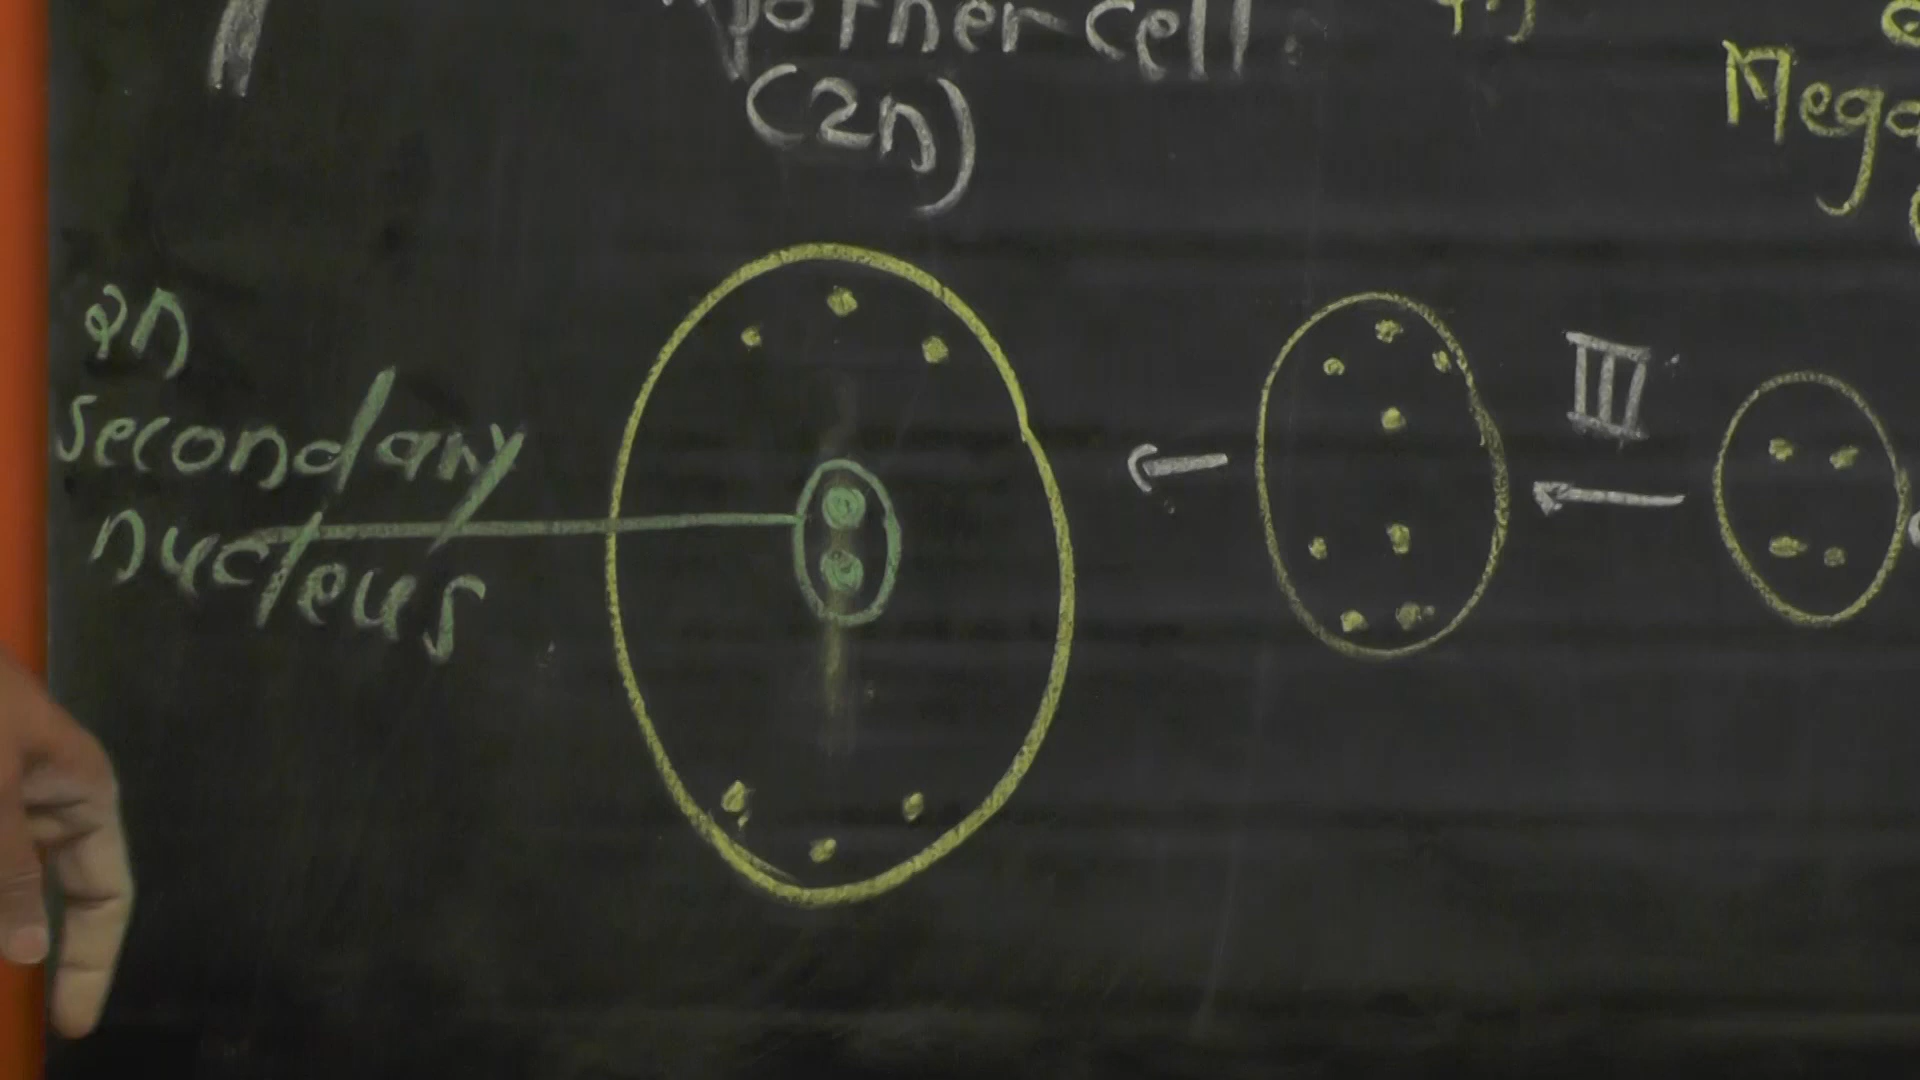 mother cell
(2n)
Mega
2n
secondary
nucleus
III